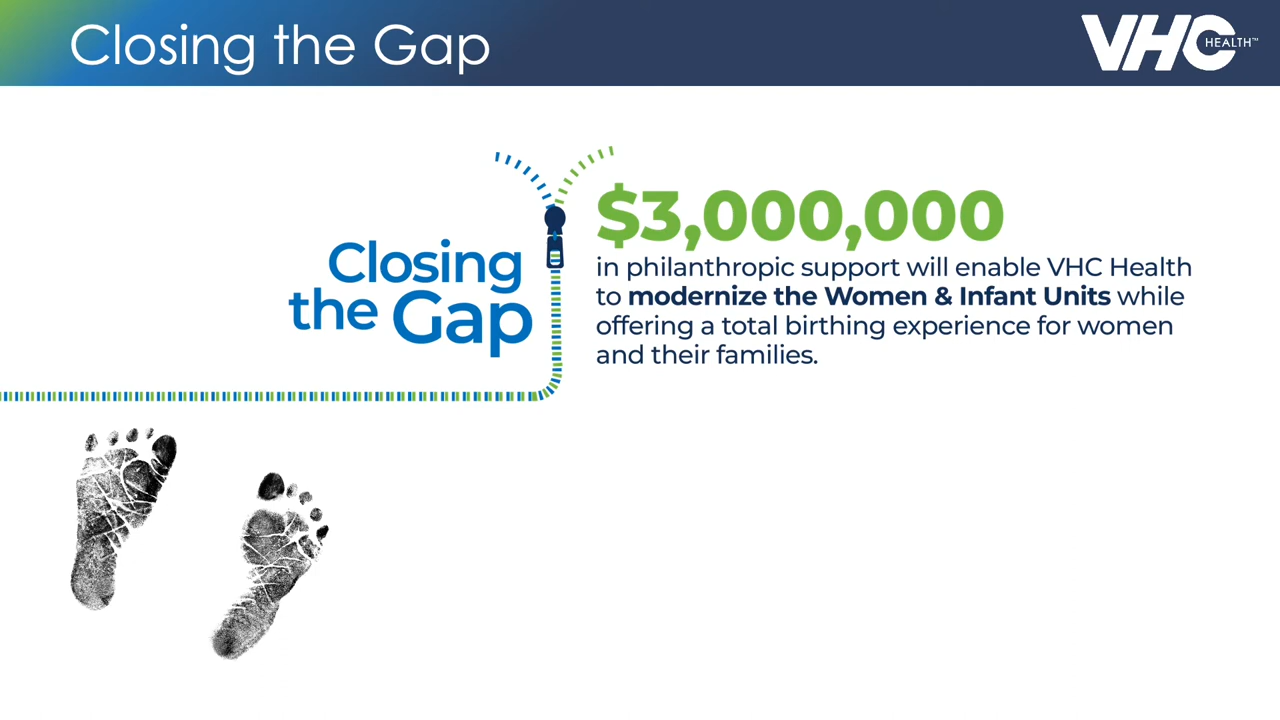 Closing the Gap
VHC HEALTH™
Closing
the Gap
$3,000,000
in philanthropic support will enable VHC Health
to modernize the Women & Infant Units while
offering a total birthing experience for women
and their families.